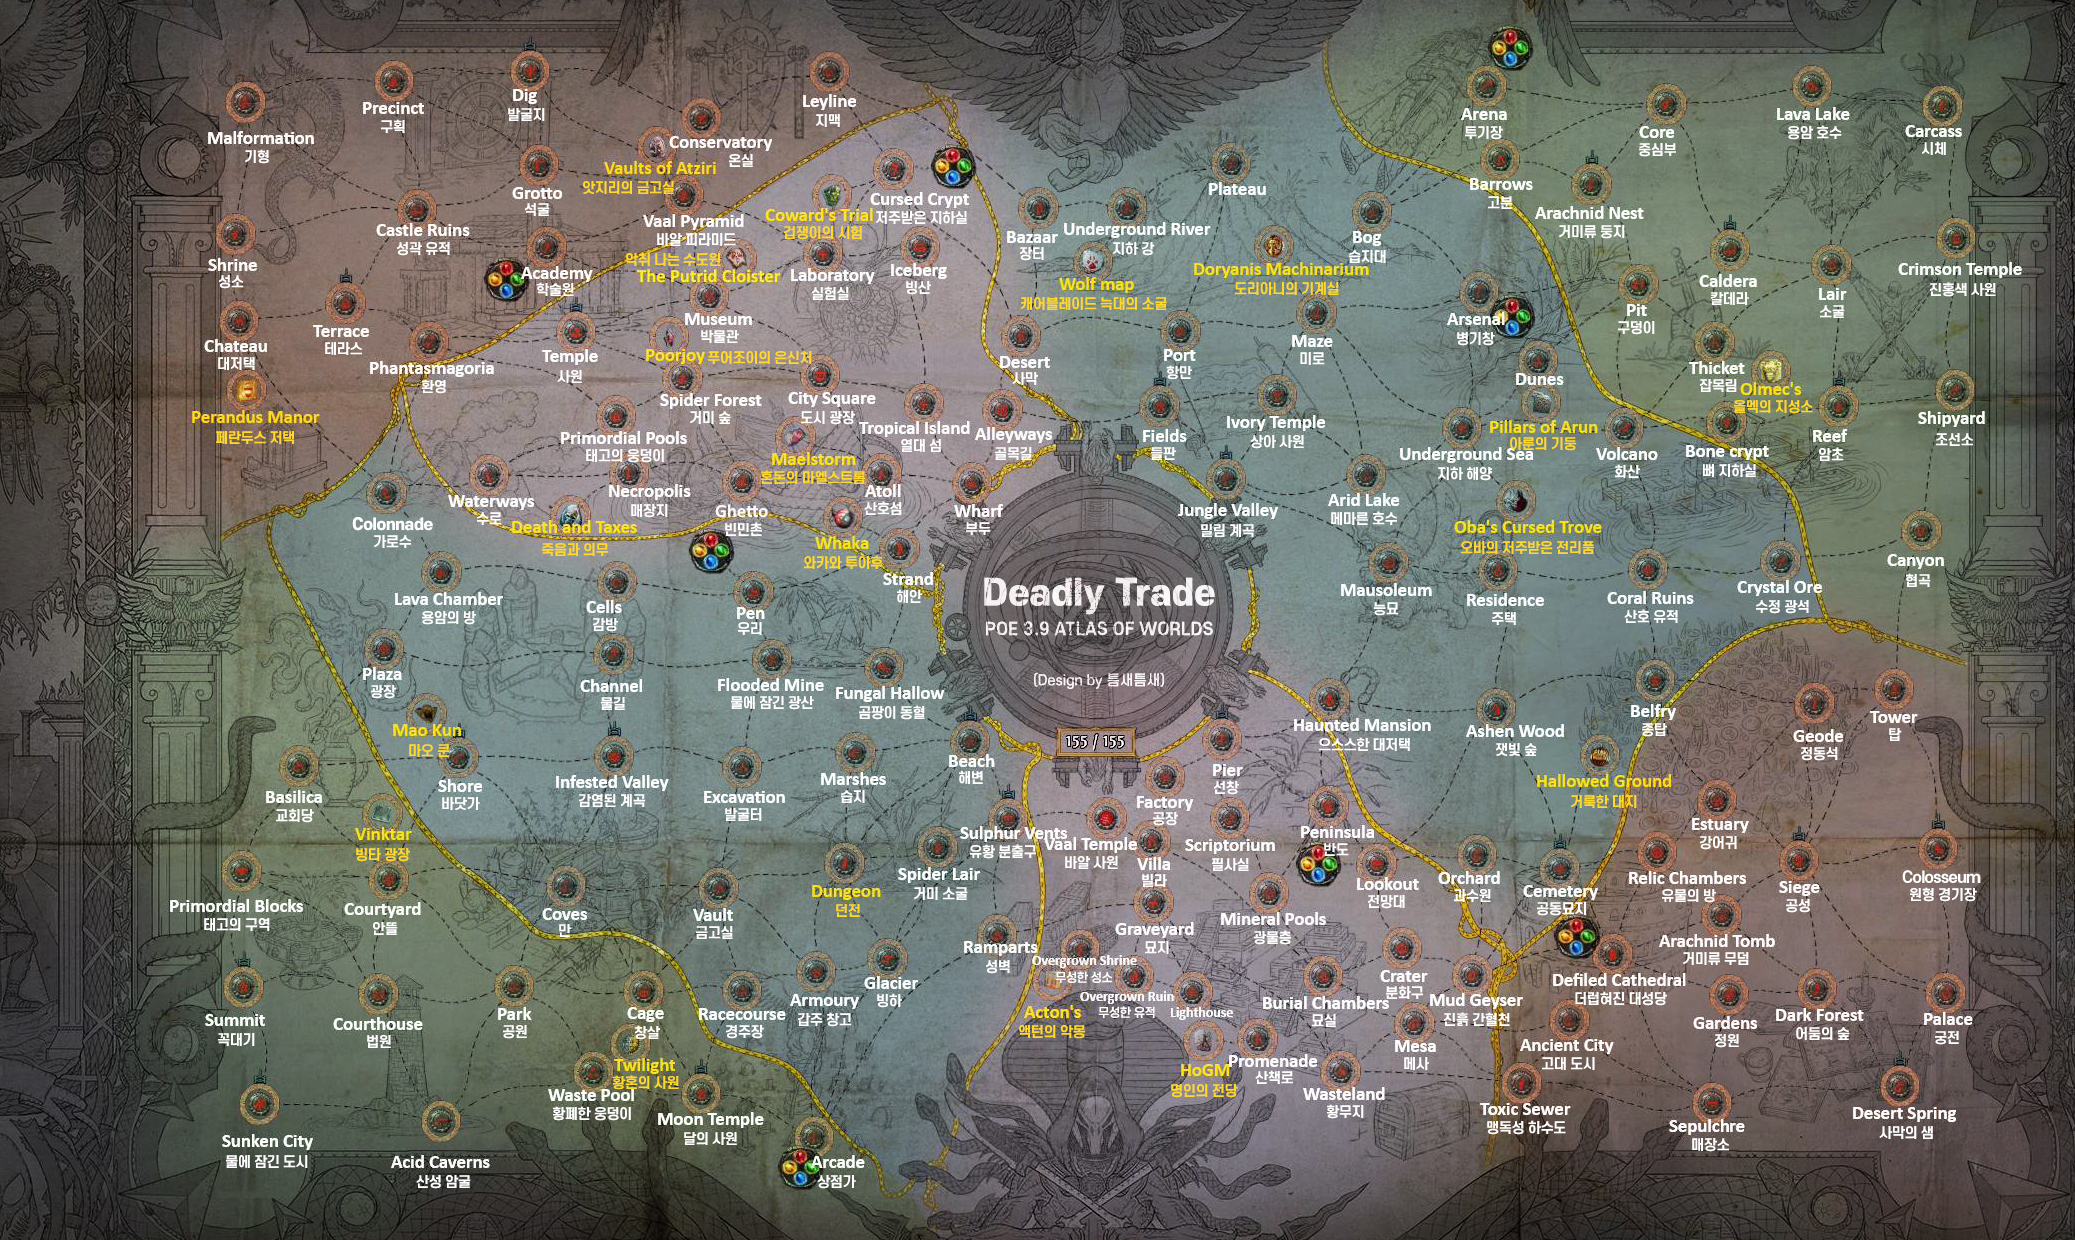 Malformation
기형
Precinct
구획
Dig
발굴지
Conservatory
온실
Leyline
지맥
Vaults of Atziri
앗지리의 금고실
Grotto
석굴
Castle Ruins
성곽 유적
Vaal Pyramid
바알 피라미드
Coward's Trial
겁쟁이의 시험
Cursed Crypt
저주받은 지하실
Shrine
성소
Academy
학술원
악취 나는 수도원
The Putrid Cloister
Laboratory
실험실
Iceberg
빙산
Terrace
테라스
Chateau
대저택
Phantasmagoria
환영
Temple
사원
Museum
박물관
Poorjoy 푸어조이의 은신처
Perandus Manor
페란두스 저택
Spider Forest
거미 숲
City Square
도시 광장
Primordial Pools
태고의 웅덩이
Tropical Island
열대 섬
Alleyways
골목길
Maelstorm
혼돈의 마엘스트롬
Waterways
수로
Necropolis
매장지
Ghetto
빈민촌
Atoll
산호섬
Wharf
부두
Death and Taxes
죽음과 의무
Whaka
와카와 투아후
Strand
해안
Bazaar
장터
Underground River
지하 강
Plateau
Wolf map
캐어블레이드 늑대의 소굴
Doryanis Machinarium
도리아니의 기계실
Bog
습지대
Desert
사막
Port
항만
Maze
미로
Arsenal
병기창
Dunes
Ivory Temple
상아 사원
Fields
들판
Underground Sea
지하 해양
Pillars of Arun
아룬의 기둥
Jungle Valley
밀림 계곡
Arid Lake
메마른 호수
Oba's Cursed Trove
오바의 저주받은 전리품
Volcano
화산
Bone crypt
뼈 지하실
Arena
투기장
Core
중심부
Lava Lake
용암 호수
Carcass
시체
Barrows
고분
Arachnid Nest
거미류 둥지
Caldera
칼데라
Lair
소굴
Crimson Temple
진홍색 사원
Pit
구덩이
Thicket
잡목림
Olmec's
올멕의 지성소
Reef
암초
Shipyard
조선소
Canyon
협곡
Colonnade
가로수
Lava Chamber
용암의 방
Cells
감방
Pen
우리
Plaza
광장
Channel
물길
Flooded Mine
물에 잠긴 광산
Fungal Hallow
곰팡이 동혈
Deadly Trade
POE 3.9 ATLAS OF WORLDS
(Design by 틈새틈새)
155 / 155
Mausoleum
능묘
Residence
주택
Coral Ruins
산호 유적
Crystal Ore
수정 광석
Mao Kun
마오 쿤
Shore
바닷가
Infested Valley
감염된 계곡
Excavation
발굴터
Marshes
습지
Beach
해변
Haunted Mansion
으스스한 대저택
Ashen Wood
잿빛 숲
Belfry
종탑
Geode
정동석
Tower
탑
Hallowed Ground
거룩한 대지
Basilica
교회당
Vinktar
빙타 광장
Pier
선창
Factory
공장
Sulphur Vents
유황 분출구
Vaal Temple
바알 사원
Villa
빌라
Scriptorium
필사실
Peninsula
반도
Estuary
강어귀
Primordial Blocks
태고의 구역
Courtyard
안뜰
Coves
만
Vault
금고실
Dungeon
던전
Spider Lair
거미 소굴
Lookout
전망대
Orchard
과수원
Cemetery
공동묘지
Relic Chambers
유물의 방
Siege
공성
Colosseum
원형 경기장
Graveyard
묘지
Mineral Pools
광물층
Ramparts
성벽
Overgrown Shrine
무성한 성소
Arachnid Tomb
거미류 무덤
Glacier
빙하
Overgrown Ruin
무성한 유적
Lighthouse
Burial Chambers
묘실
Crater
분화구
Mud Geyser
진흙 간헐천
Defiled Cathedral
더럽혀진 대성당
Summit
꼭대기
Courthouse
법원
Park
공원
Cage
창살
Racecourse
경주장
Armoury
갑주 창고
Acton's
액턴의 악몽
Mesa
메사
Ancient City
고대 도시
Gardens
정원
Dark Forest
어둠의 숲
Palace
궁전
Twilight
황혼의 사원
Waste Pool
황폐한 웅덩이
Moon Temple
달의 사원
HoGM
명인의 전당
Promenade
산책로
Wasteland
황무지
Toxic Sewer
맹독성 하수도
Sepulchre
매장소
Desert Spring
사막의 샘
Sunken City
물에 잠긴 도시
Acid Caverns
산성 암굴
Arcade
상점가